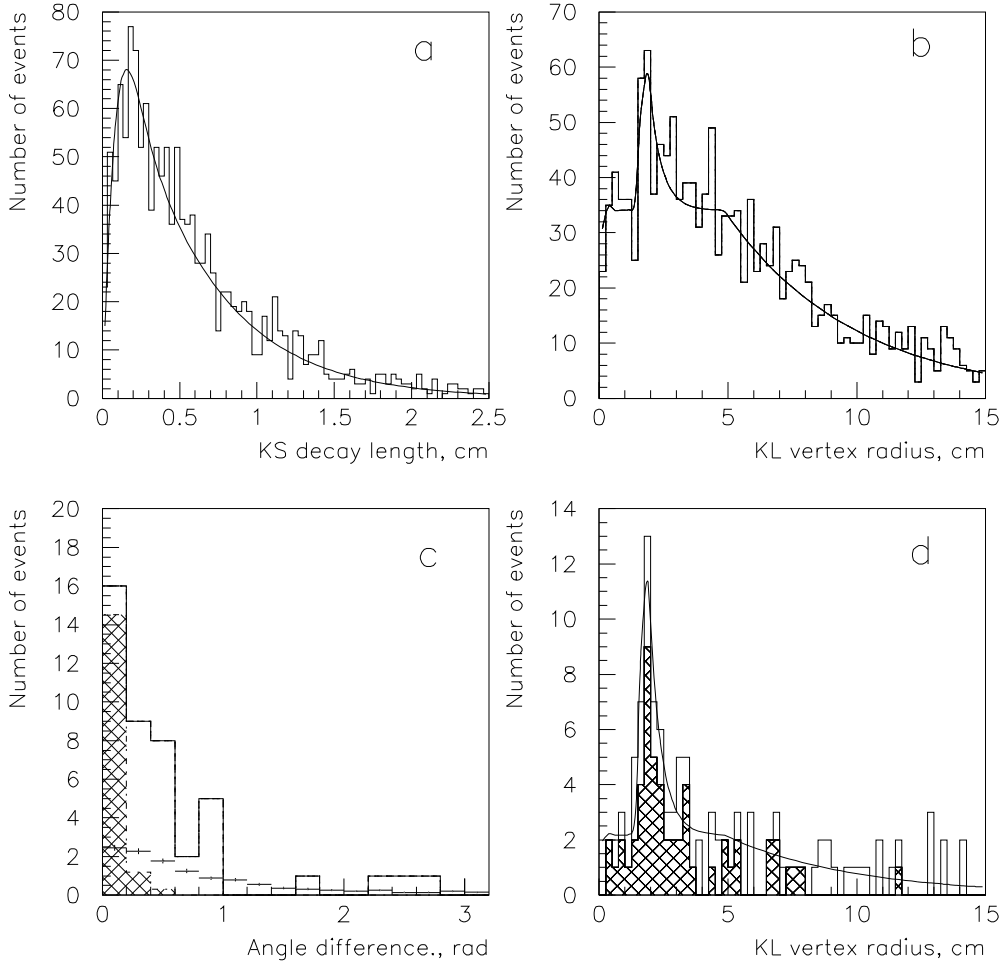 a
Number of events
80
70
60
50
40
30
20
10
0
0 0.5 1 1.5 2 2.5
KS decay length, cm
b
Number of events
70
60
50
40
30
20
10
0
0 5 10 15
KL vertex radius, cm
c
Number of events
20
18
16
14
12
10
8
6
4
2
0
0 1 2 3
Angle difference., rad
d
Number of events
14
12
10
8
6
4
2
0
0 5 10 15
KL vertex radius, cm